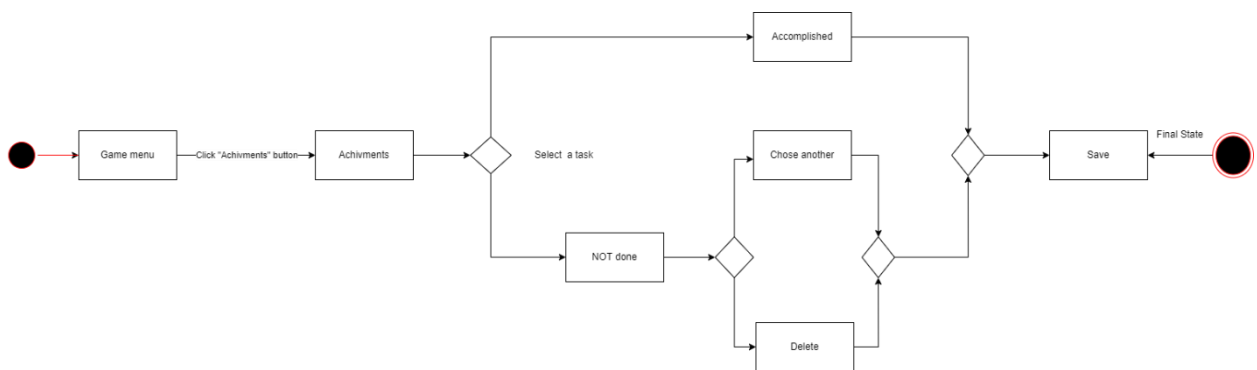 Accomplished
Final State
Game menu
Click "Achivments" button
Achivments
Select a task
Chose another
Save
NOT done
Delete